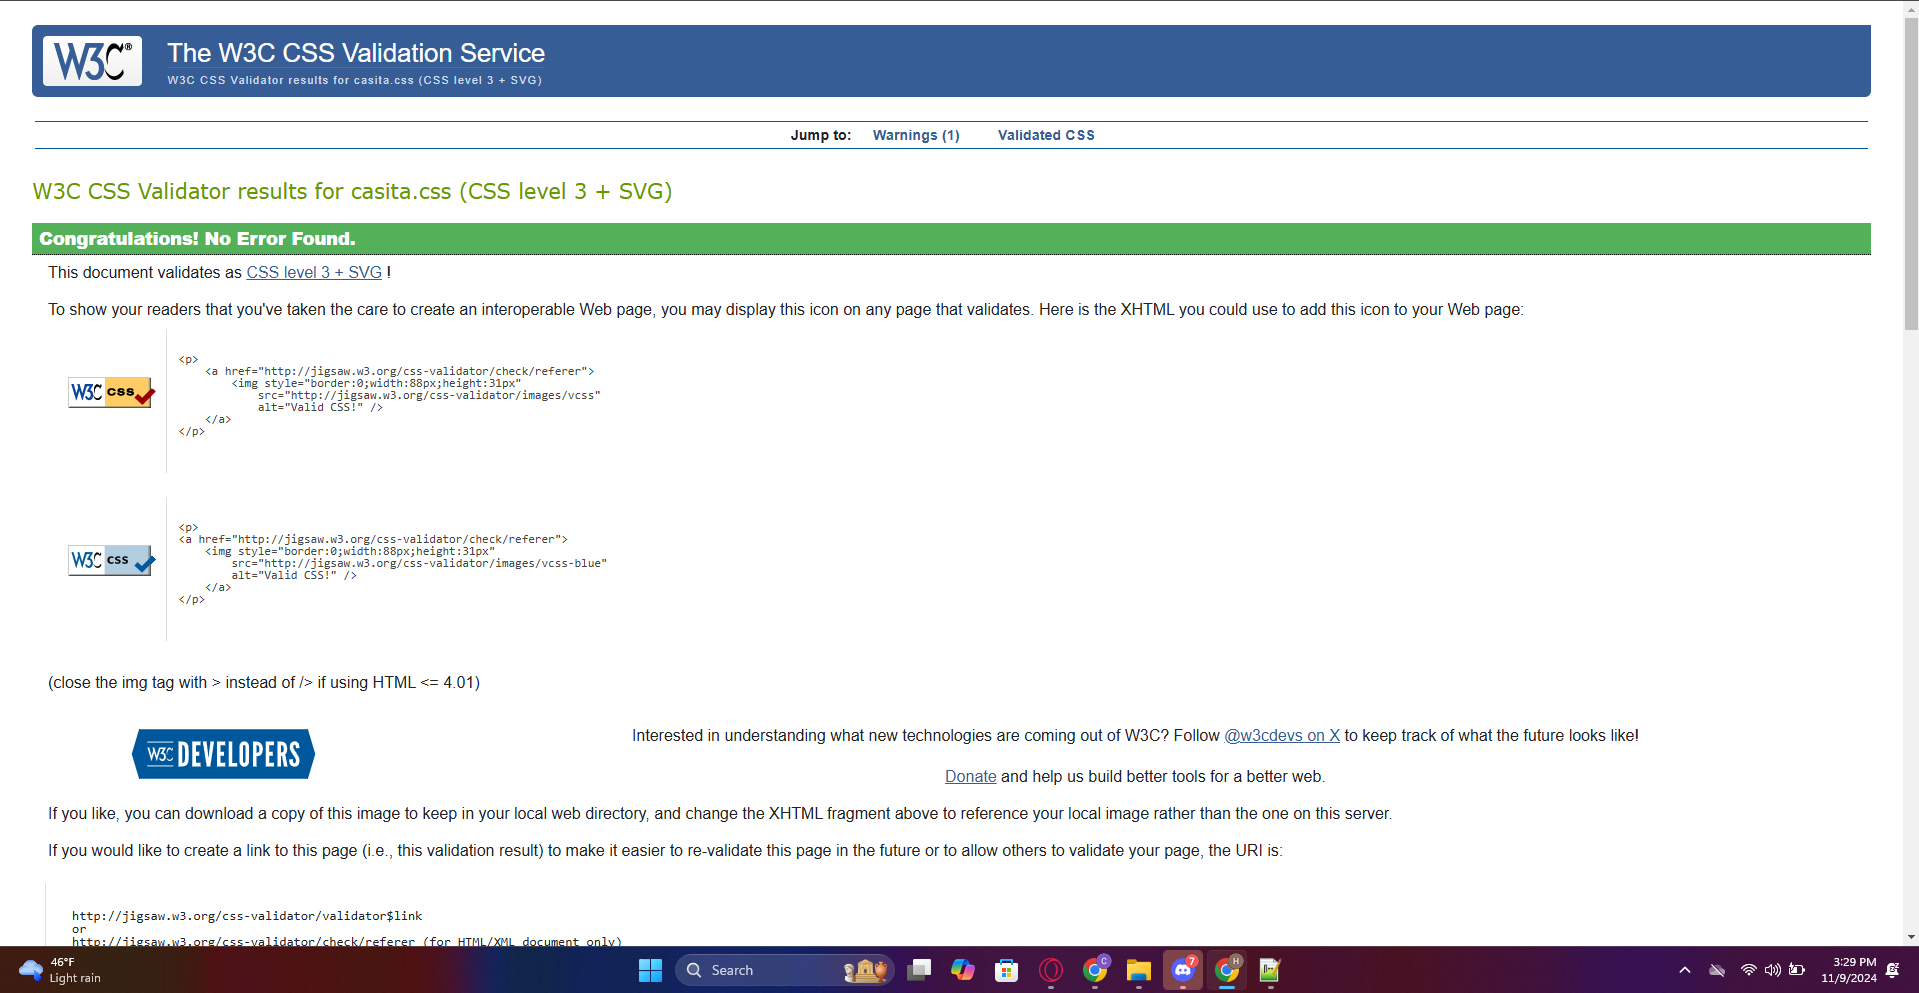 W3C®
The W3C CSS Validation Service
W3C CSS Validator results for casita.css (CSS level 3 + SVG)
Jump to: Warnings (1) Validated CSS
W3C CSS Validator results for casita.css (CSS level 3 + SVG)
Congratulations! No Error Found.
This document validates as CSS level 3 + SVG !
To show your readers that you've taken the care to create an interoperable Web page, you may display this icon on any page that validates. Here is the XHTML you could use to add this icon to your Web page:
W3C css
<p>
<a href="http://jigsaw.w3.org/css-validator/check/referer">
<img style="border:0;width:88px;height:31px"
src="http://jigsaw.w3.org/css-validator/images/vcss"
alt="Valid CSS!" />
</a>
</p>
W3C css
<p>
<a href="http://jigsaw.w3.org/css-validator/check/referer">
<img style="border:0;width:88px;height:31px"
src="http://jigsaw.w3.org/css-validator/images/vcss-blue"
alt="Valid CSS!" />
</a>
</p>
(close the img tag with > instead of /> if using HTML <= 4.01)
W3C DEVELOPERS
Interested in understanding what new technologies are coming out of W3C? Follow @w3cdevs on X to keep track of what the future looks like!
Donate and help us build better tools for a better web.
If you like, you can download a copy of this image to keep in your local web directory, and change the XHTML fragment above to reference your local image rather than the one on this server.
If you would like to create a link to this page (i.e., this validation result) to make it easier to re-validate this page in the future or to allow others to validate your page, the URI is:
http://jigsaw.w3.org/css-validator/validator$link
or
http://jigsaw.w3.org/css-validator/check/referer (for HTML/XML document only)
46°F
Light rain
Search
C
7
H
3:29 PM
11/9/2024